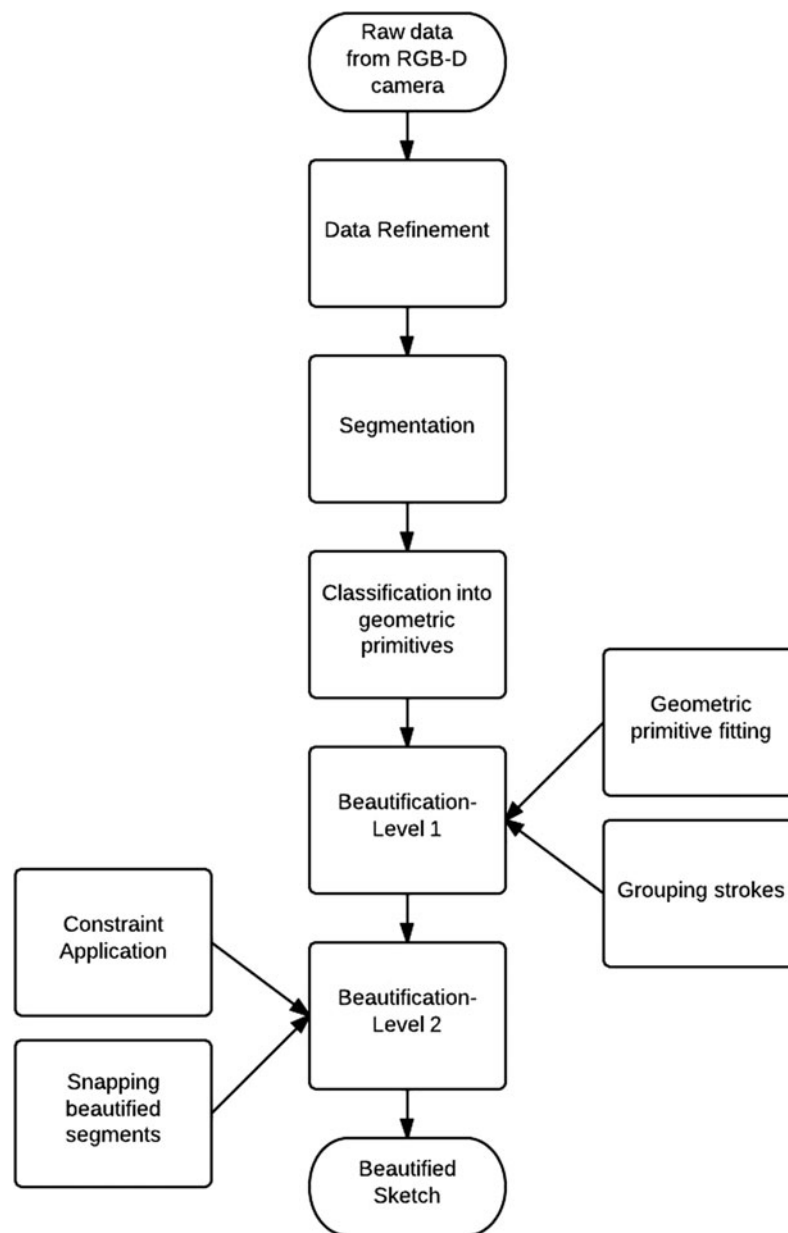 Raw data
from RGB-D
camera
Data Refinement
Segmentation
Classification into
geometric
primitives
Geometric
primitive fitting
Beautification-
Level 1
Grouping strokes
Constraint
Application
Beautification-
Level 2
Snapping
beautified
segments
Beautified
Sketch